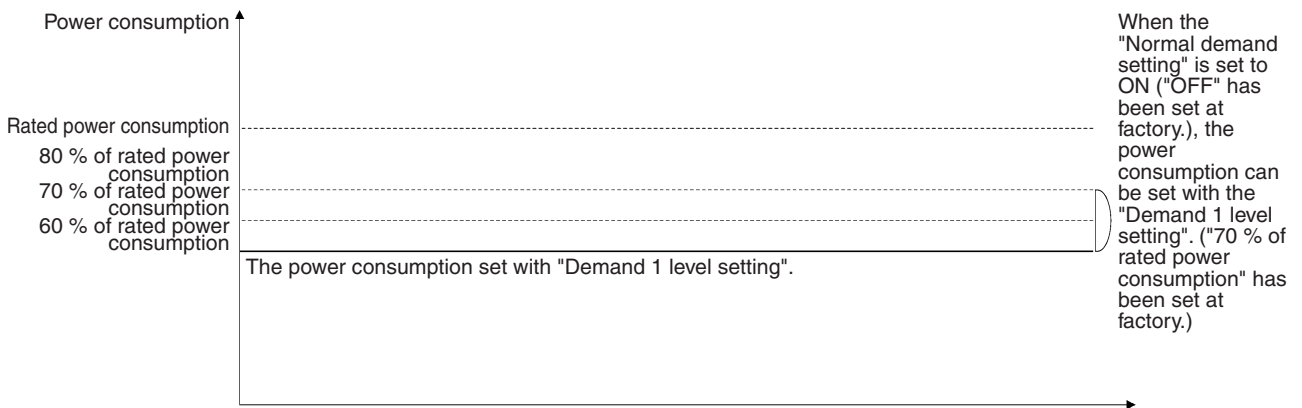 Power consumption
Rated power consumption
80 % of rated power
consumption
70 % of rated power
consumption
60 % of rated power
consumption
The power consumption set with "Demand 1 level setting".
When the
"Normal demand
setting" is set to
ON ("OFF" has
been set at
factory.), the
power
consumption can
be set with the
"Demand 1 level
setting". ("70 % of
rated power
consumption" has
been set at
factory.)